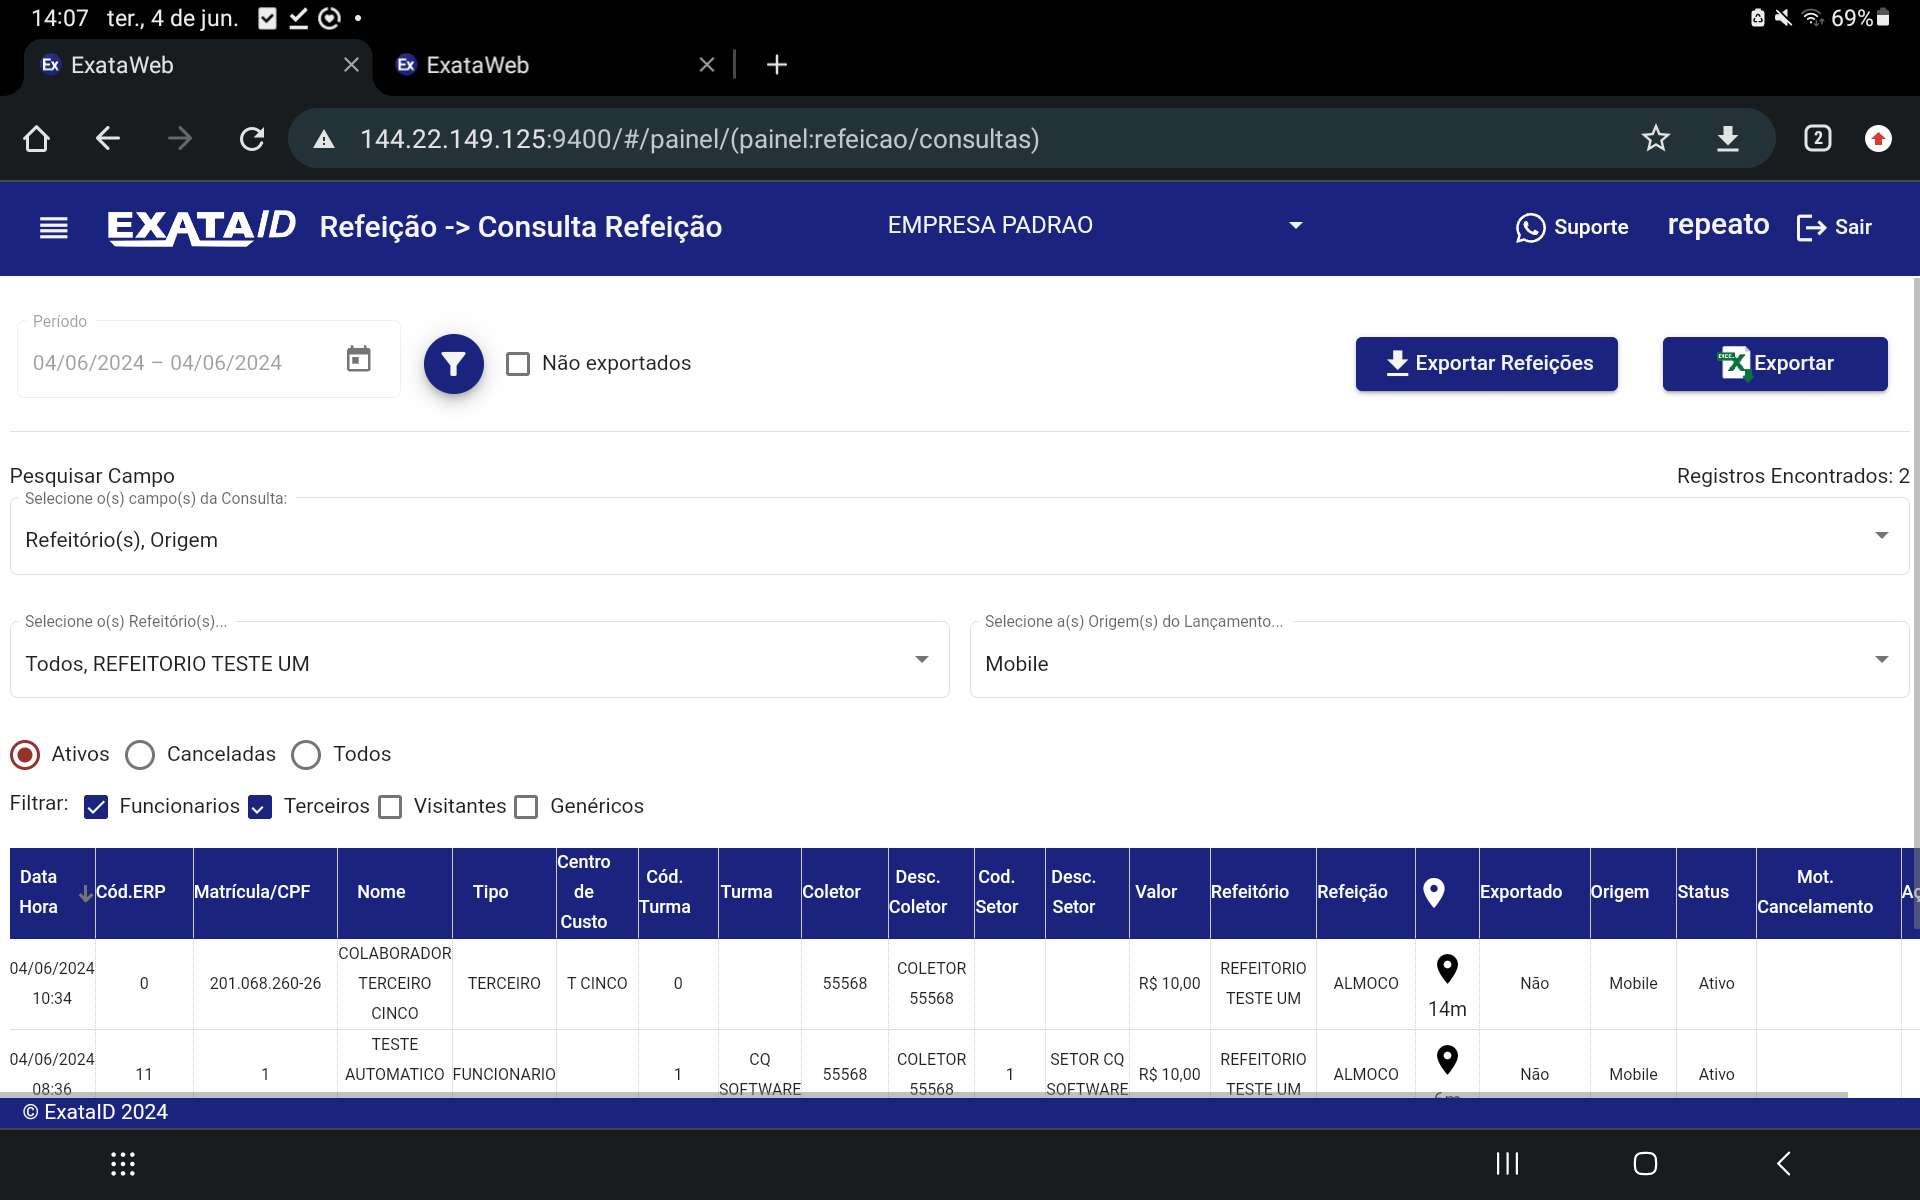 14:07 ter., 4 de jun.
69%
Ex ExataWeb
Ex ExataWeb
144.22.149.125:9400/#/painel/(painel:refeicao/consultas)
2
EXATA/ID Refeição -> Consulta Refeição
EMPRESA PADRAO
Suporte
repeato
Sair
Período
04/06/2024 – 04/06/2024
Não exportados
Exportar Refeições
Exportar
Pesquisar Campo
Registros Encontrados: 2
Selecione o(s) campo(s) da Consulta:
Refeitório(s), Origem
Selecione o(s) Refeitório(s)...
Todos, REFEITORIO TESTE UM
Selecione a(s) Origem(s) do Lançamento...
Mobile
Ativos Canceladas Todos
Filtrar: Funcionarios Terceiros Visitantes Genéricos
Data Hora Cód.ERP Matrícula/CPF Nome Tipo Centro de Custo Cód. Turma Turma Coletor Desc. Coletor Cod. Setor Desc. Setor Valor Refeitório Refeição Exportado Origem Status Mot. Cancelamento
04/06/2024 10:34 0 201.068.260-26 COLABORADOR TERCEIRO CINCO TERCEIRO T CINCO 0 55568 COLETOR 55568 R$ 10,00 REFEITORIO TESTE UM ALMOCO 14m Não Mobile Ativo
04/06/2024 08:36 11 1 TESTE AUTOMATICO FUNCIONARIO 1 CQ SOFTWARE 55568 COLETOR 55568 1 SETOR CQ SOFTWARE R$ 10,00 REFEITORIO TESTE UM ALMOCO Não Mobile Ativo
© ExataID 2024